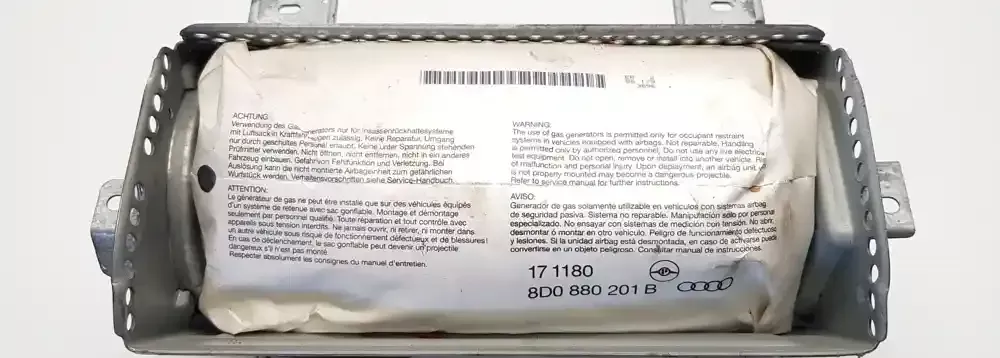 ACHTUNG:
Verwendung des Gasgenerators nur für Insassenrückhaltesysteme
mit Luftsack in Kraftfahrzeugen zulässig. Keine Reparatur, Umgang
nur durch geschultes Personal erlaubt. Keine unter Spannung stehenden
Prüfmittel verwenden. Nicht öffnen, nicht entfernen, nicht in ein anderes
Fahrzeug einbauen. Gefahr von Fehlfunktion und Verletzung. Bei
Auslösung kann die nicht montierte Airbageinheit zum gefährlichen
Wurfstück werden. Verhaltensvorschriften siehe Service-Handbuch.
ATTENTION:
Le générateur de gaz ne peut être installé que sur des véhicules équipés
d'un système de retenue avec sac gonflable. Montage et démontage
seulement par personnel qualifié. Toute réparation et tout contrôle avec
appareils sous tension interdits. Ne jamais ouvrir, ni retirer, ni monter dans
un autre véhicule sous risque de fonctionnement défectueux et de blessures!
En cas de déclenchement, le sac gonflable peut devenir un projectile
dangereux, s'il n'est pas monté.
Respecter absolument les consignes du manuel d'entretien.
WARNING:
The use of gas generators is permitted only for occupant restraint
systems in vehicles equipped with airbags. Not repairable. Handling
is permitted only by authorized personnel. Do not use any live electrical
test equipment. Do not open, remove or install into another vehicle. Risk
of malfunction and personal injury. Upon deployment, an airbag unit
is not properly mounted may become a dangerous projectile.
Refer to service manual for further instructions.
AVISO:
Generador de gas solamente utilizable en vehículos con sistemas airbag
de seguridad pasiva. Sistema no reparable. Manipulación sólo por personal
especializado. No ensayar con sistemas de medición con tensión. No abrir,
desmontar ó montar en otro vehículo. Peligro de funcionamiento defectuoso
y lesiones. Si la unidad airbag está desmontada, en caso de activarse puede
convertirse en un objeto peligroso. Consultar manual de instrucciones.
17 1180
8D0 880 201 B